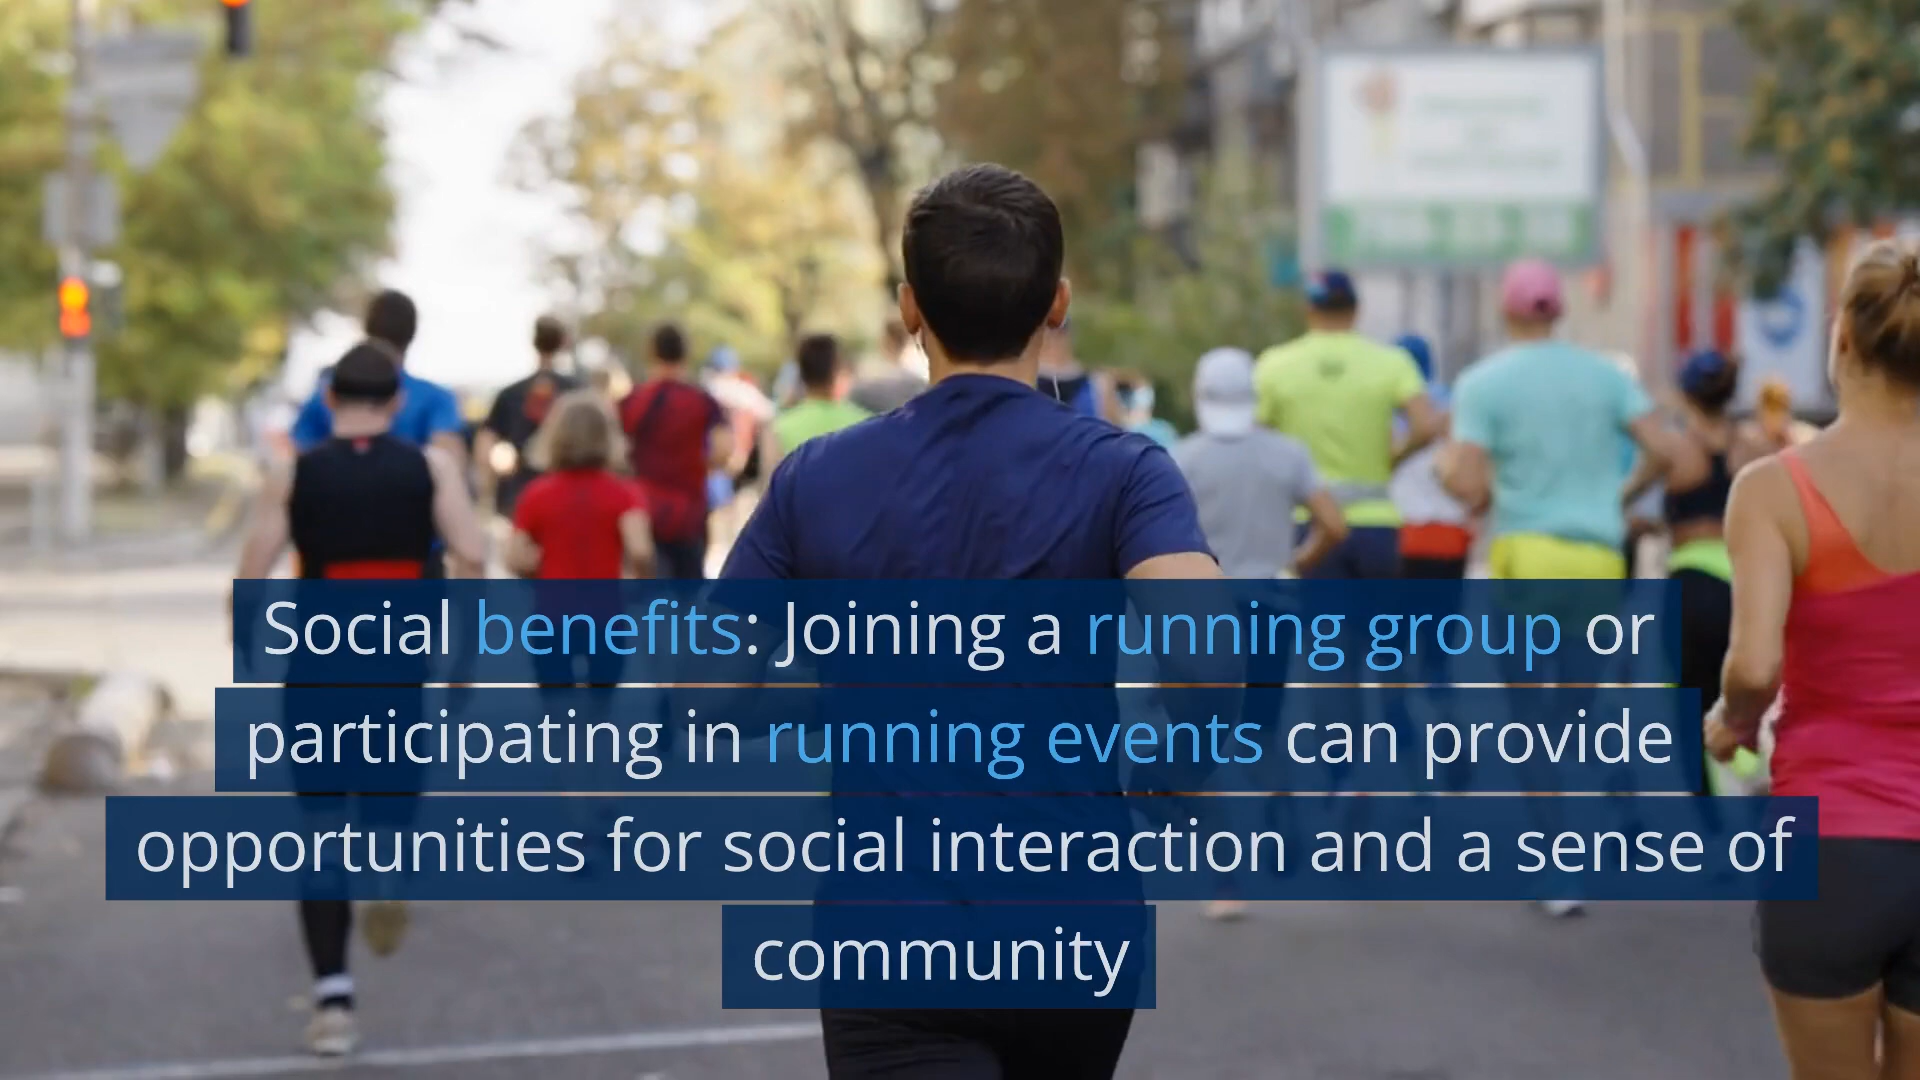 Social benefits: Joining a running group or
participating in running events can provide
opportunities for social interaction and a sense of
community